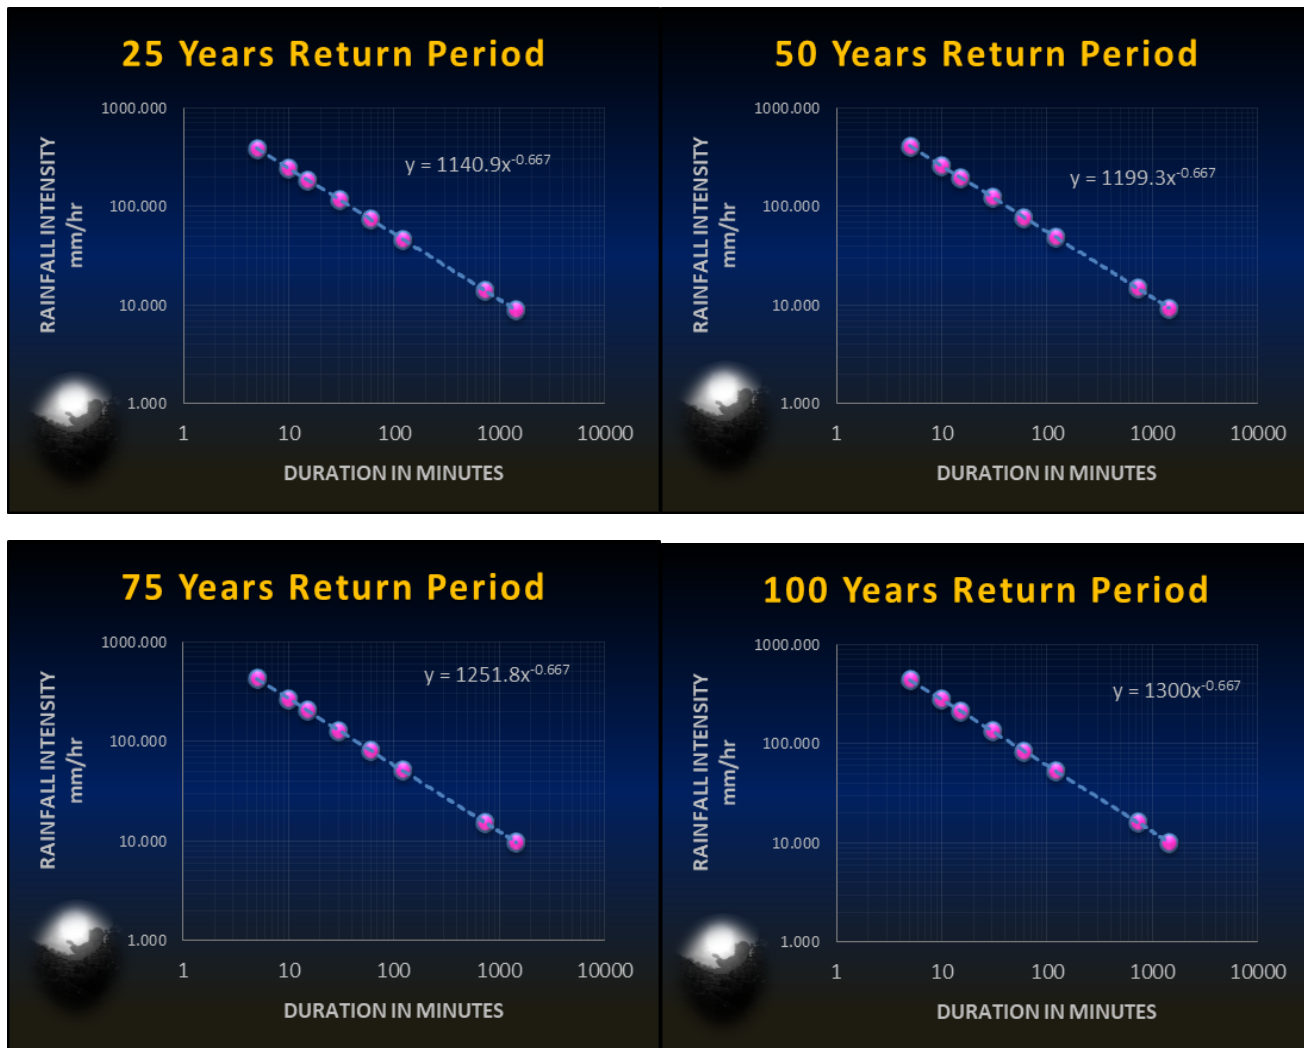 25 Years Return Period
1000.000
100.000
10.000
1.000
RAINFALL INTENSITY
mm/hr
y = 1140.9x^-0.667
1 10 100 1000 10000
DURATION IN MINUTES
50 Years Return Period
1000.000
100.000
10.000
1.000
RAINFALL INTENSITY
mm/hr
y = 1199.3x^-0.667
1 10 100 1000 10000
DURATION IN MINUTES
75 Years Return Period
1000.000
100.000
10.000
1.000
RAINFALL INTENSITY
mm/hr
y = 1251.8x^-0.667
1 10 100 1000 10000
DURATION IN MINUTES
100 Years Return Period
1000.000
100.000
10.000
1.000
RAINFALL INTENSITY
mm/hr
y = 1300x^-0.667
1 10 100 1000 10000
DURATION IN MINUTES